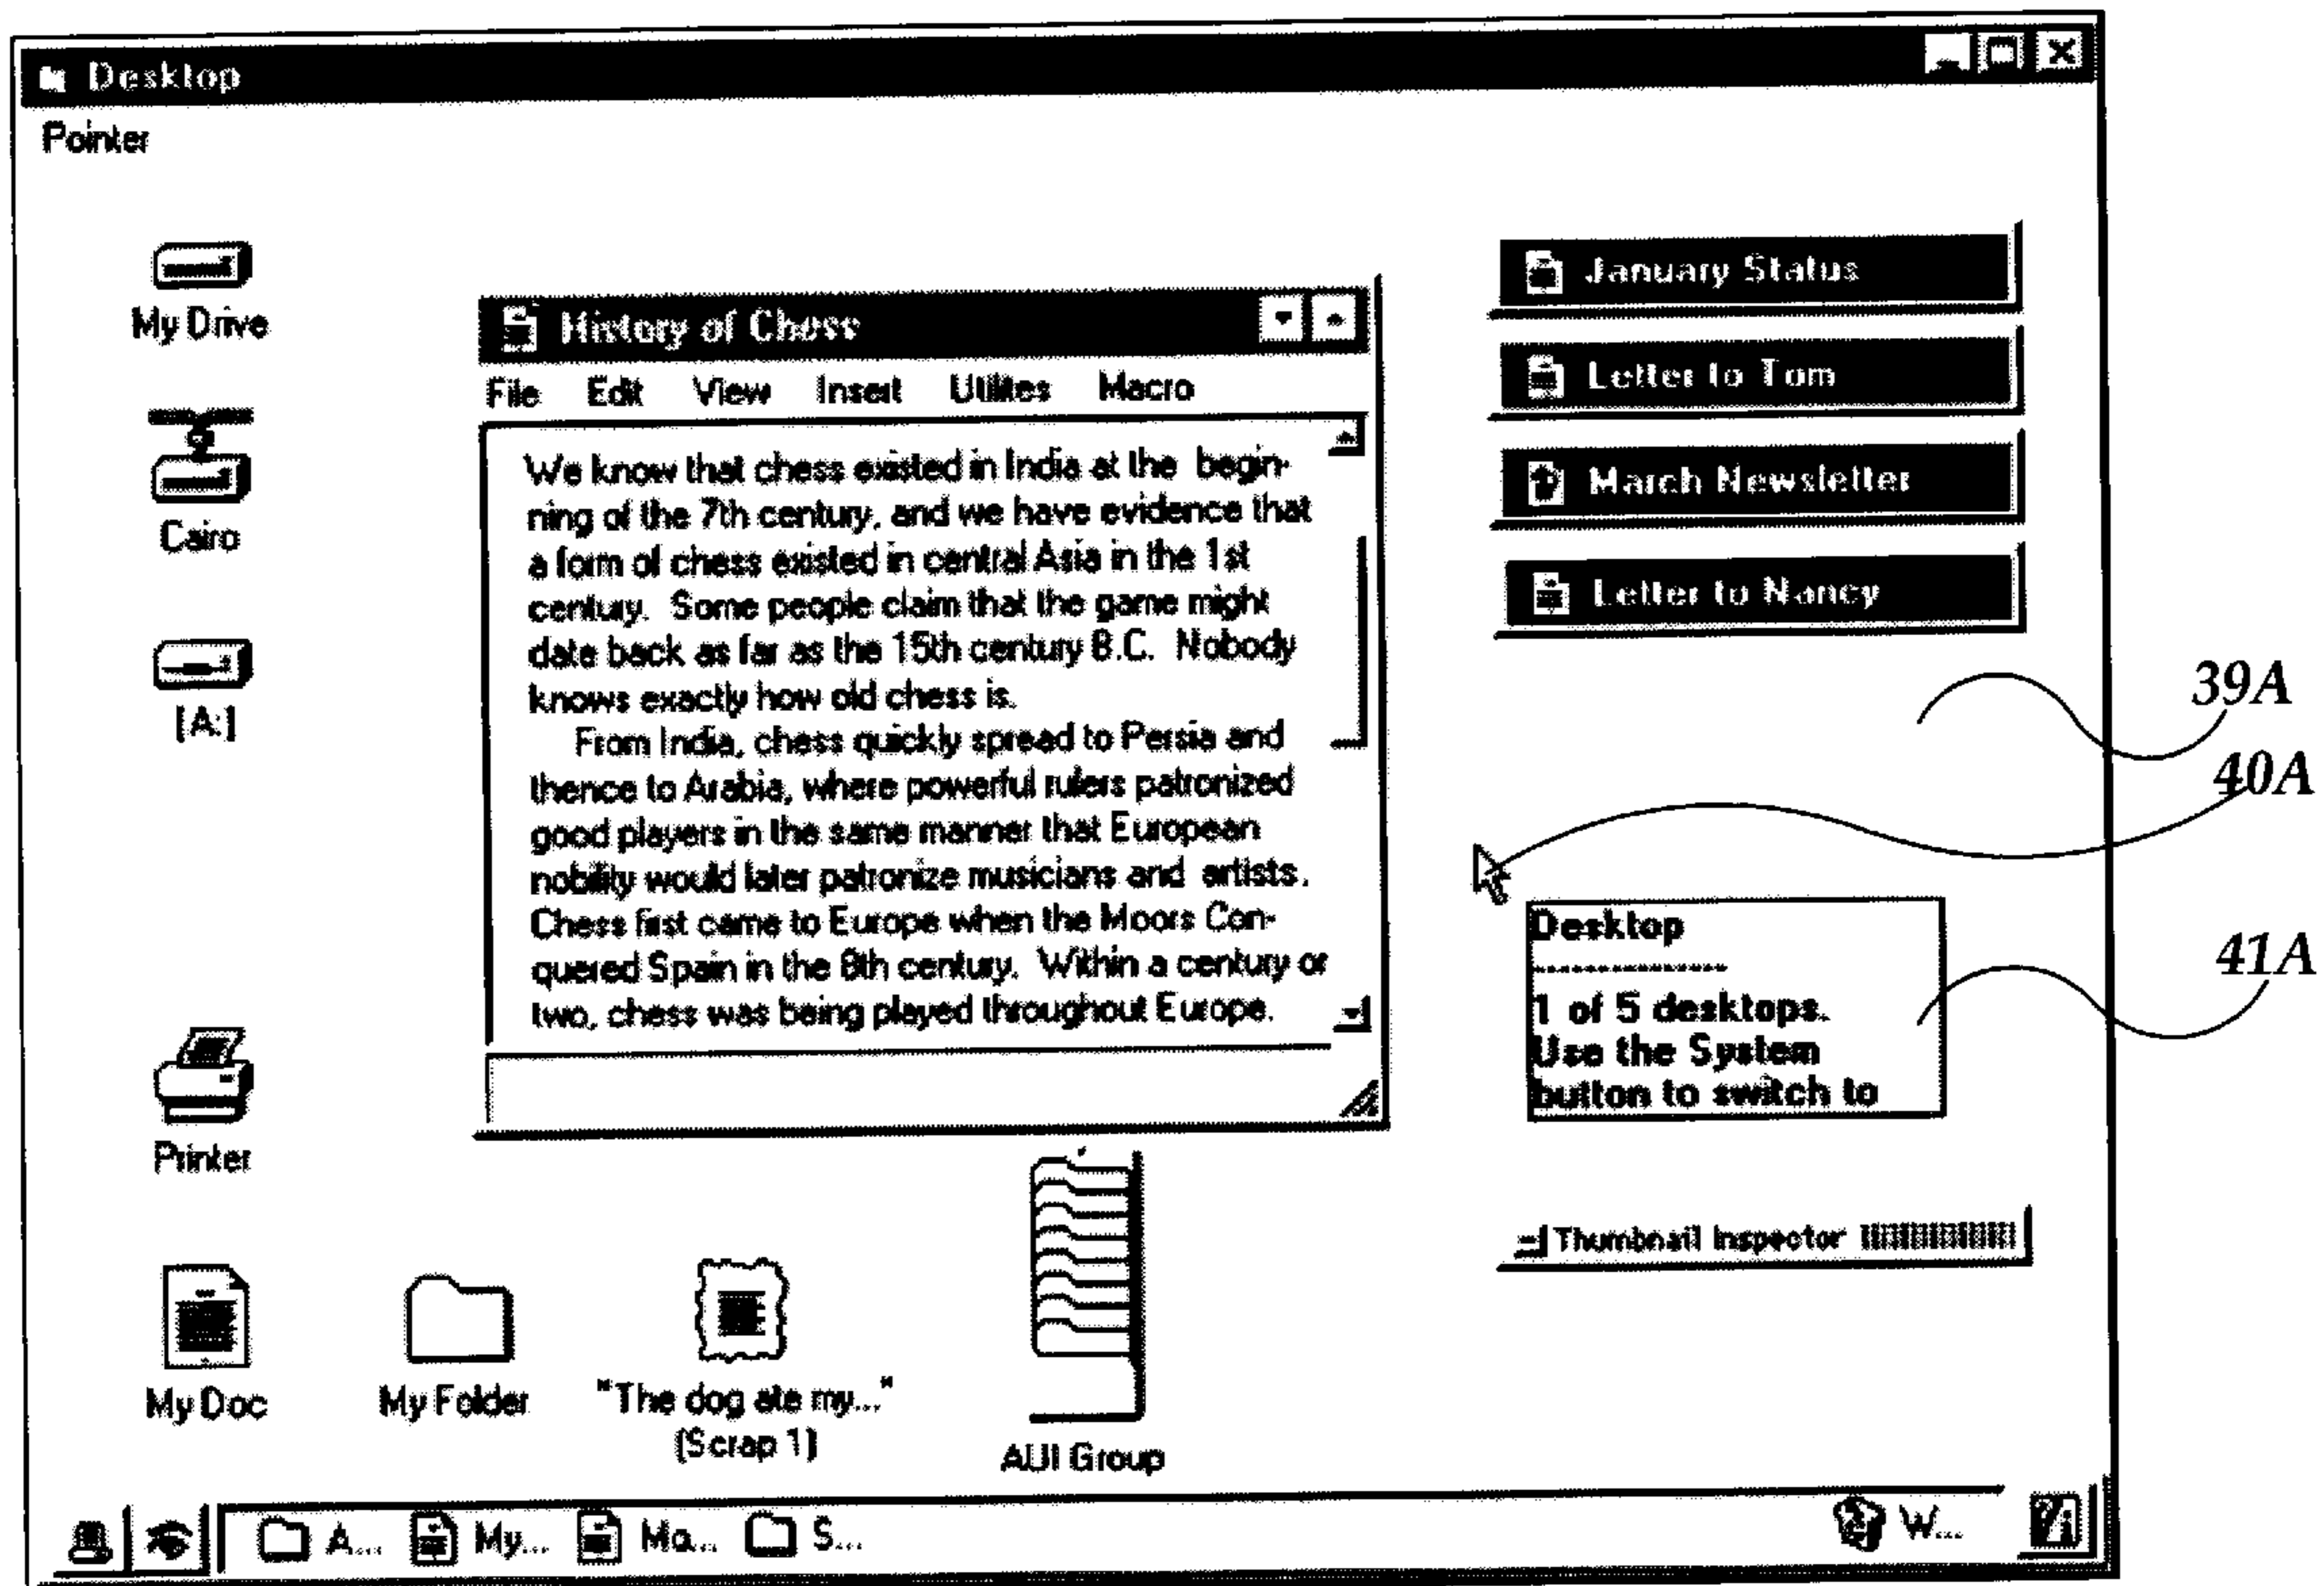 Desktop
Pointer
My Drive
Cairo
[A:]
Printer
My Doc
My Folder
"The dog ate my..."
(Scrap 1)
AUI Group
History of Chess
File Edit View Insert Utilites Macro
We know that chess existed in India at the begin-
ning of the 7th century, and we have evidence that
a form of chess existed in central Asia in the 1st
century. Some people claim that the game might
date back as far as the 15th century B.C. Nobody
knows exactly how old chess is.
From India, chess quickly spread to Persia and
thence to Arabia, where powerful rulers patronized
good players in the same manner that European
nobility would later patronize musicians and artists.
Chess first came to Europe when the Moors Con-
quered Spain in the 8th century. Within a century or
two, chess was being played throughout Europe.
January Status
Letter to Tom
March Newsletter
Letter to Nancy
39A
40A
41A
Desktop
---------------
1 of 5 desktops.
Use the System
button to switch to
Thumbnail Inspector
A... My... Ma... S... W...